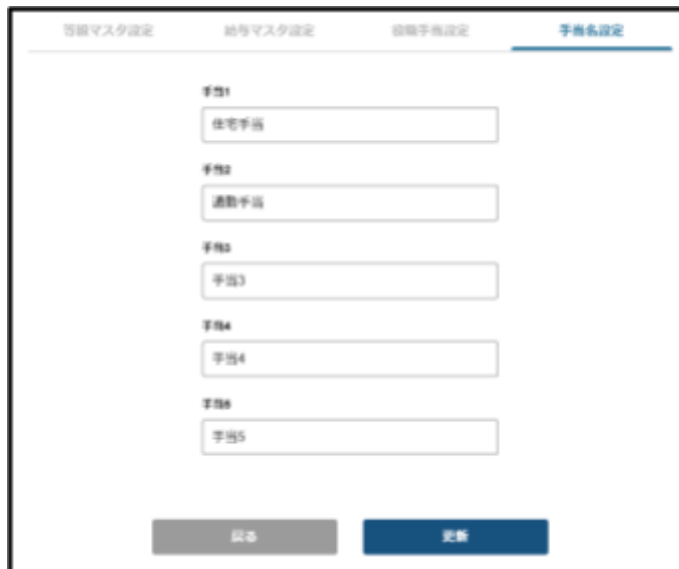 等級マスタ設定 給与マスタ設定 役職手当設定 手当名設定
手当1
住宅手当
手当2
通勤手当
手当3
手当3
手当4
手当4
手当5
手当5
戻る 更新